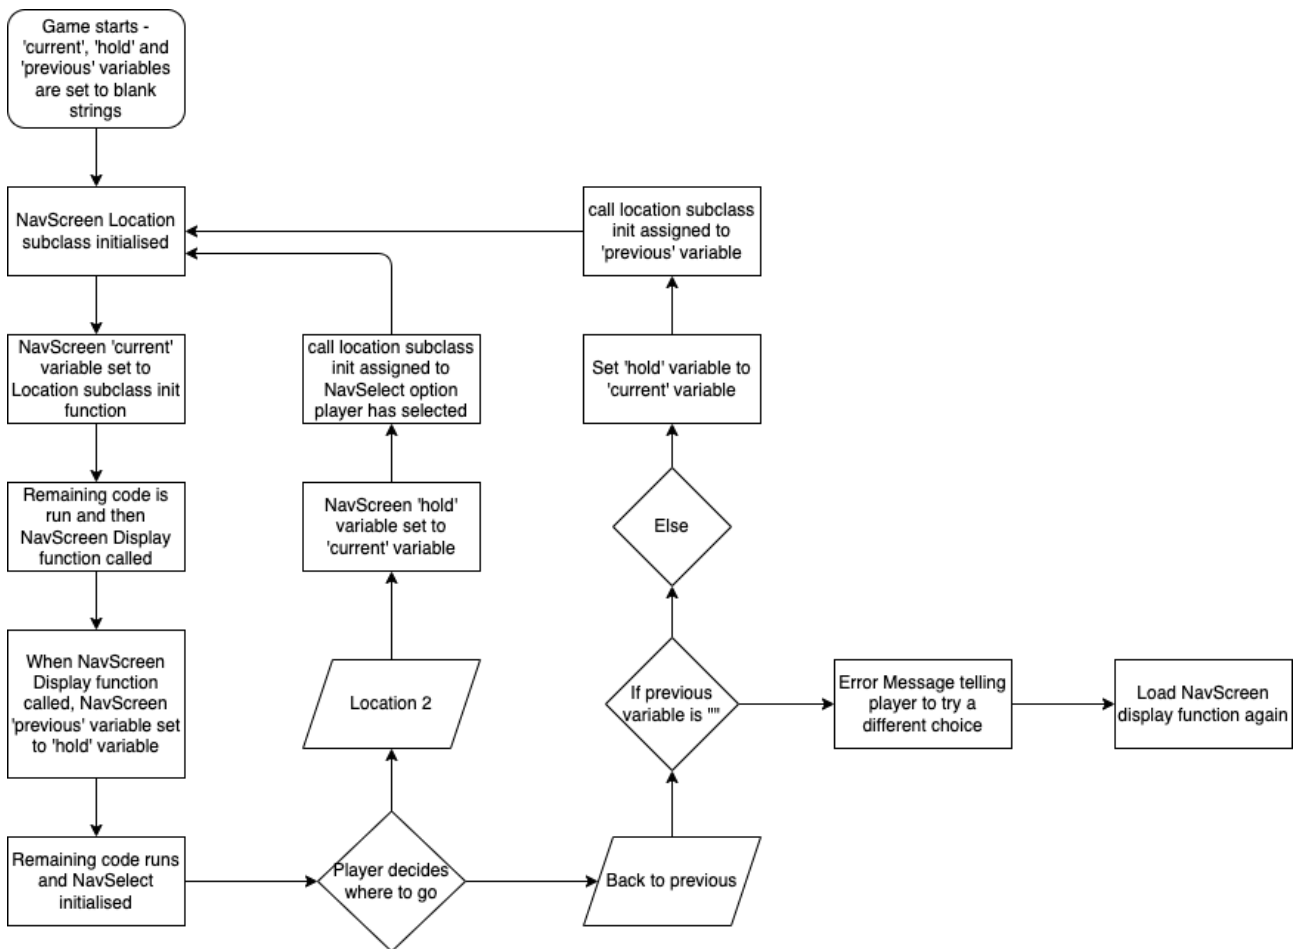 Game starts -
'current', 'hold' and
'previous' variables
are set to blank
strings
NavScreen Location
subclass initialised
NavScreen 'current'
variable set to
Location subclass init
function
Remaining code is
run and then
NavScreen Display
function called
When NavScreen
Display function
called, NavScreen
'previous' variable set
to 'hold' variable
Remaining code runs
and NavSelect
initialised
Player decides
where to go
Location 2
NavScreen 'hold'
variable set to
'current' variable
call location subclass
init assigned to
NavSelect option
player has selected
Back to previous
If previous
variable is ""
Else
Set 'hold' variable to
'current' variable
call location subclass
init assigned to
'previous' variable
Error Message telling
player to try a
different choice
Load NavScreen
display function again